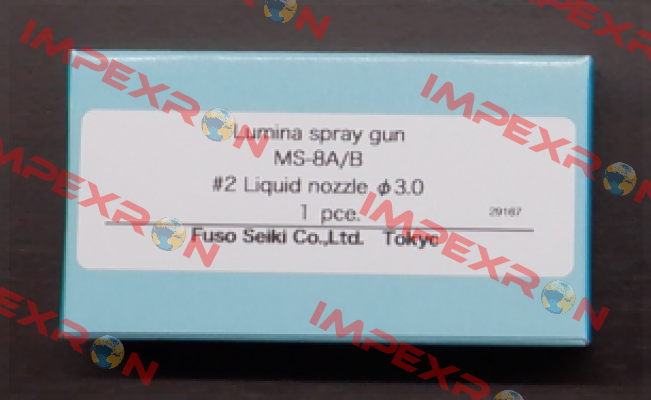 Lumina spray gun
MS-8A/B
#2 Liquid nozzle ϕ3.0
1 pce. 29167
Fuso Seiki Co.,Ltd. Tokyo
IMPEXRON
IMPEXRON
IMPEXRON
IMPEXRON
IMPEXRON
IMPEXRON